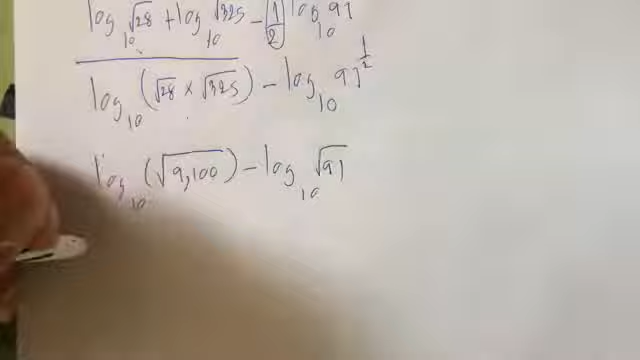 log₁₀ √28 + log₁₀ √325 - 1/2 log₁₀ 91
log₁₀ (√28 × √325) - log₁₀ 91^1/2
log₁₀ (√9,100) - log₁₀ √91